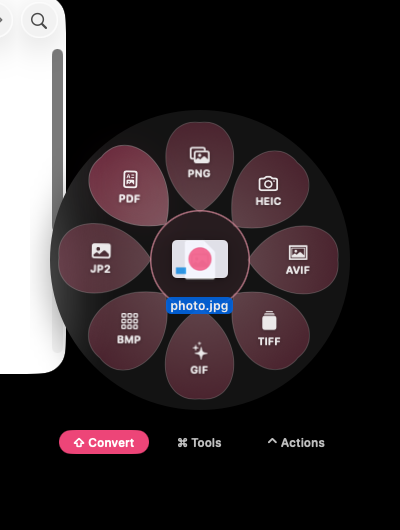 PNG
PDF
HEIC
JP2
AVIF
photo.jpg
BMP
TIFF
GIF
⇧ Convert
⌘ Tools
⌃ Actions